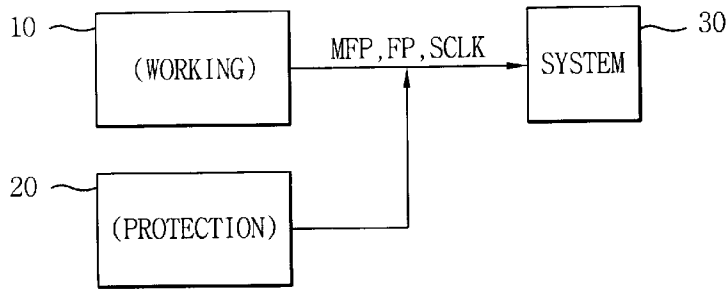 10
(WORKING)
MFP,FP,SCLK
SYSTEM
30
20
(PROTECTION)